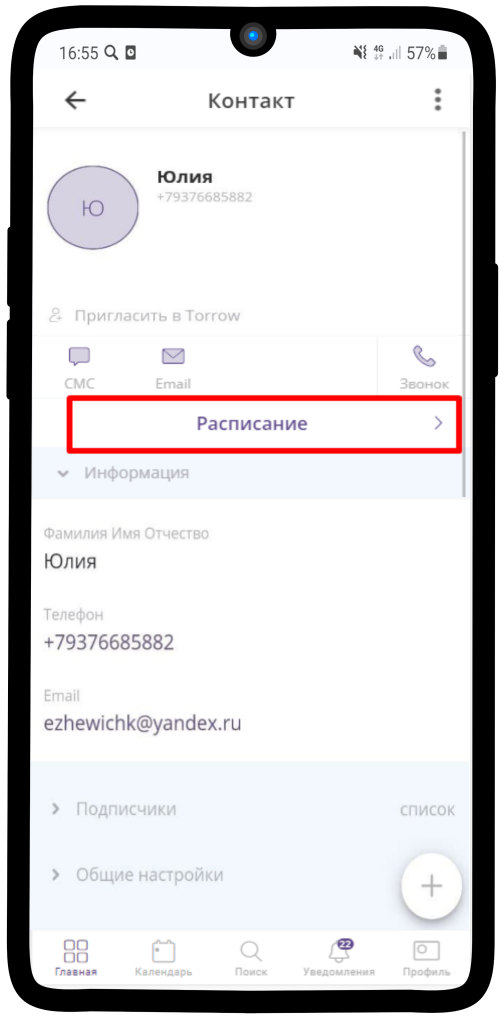 16:55 4G 57%
Контакт
Ю
Юлия
+79376685882
Пригласить в Torrow
СМС Email Звонок
Расписание
Информация
Фамилия Имя Отчество
Юлия
Телефон
+79376685882
Email
ezhewichk@yandex.ru
Подписчики список
Общие настройки
22
Главная Календарь Поиск Уведомления Профиль